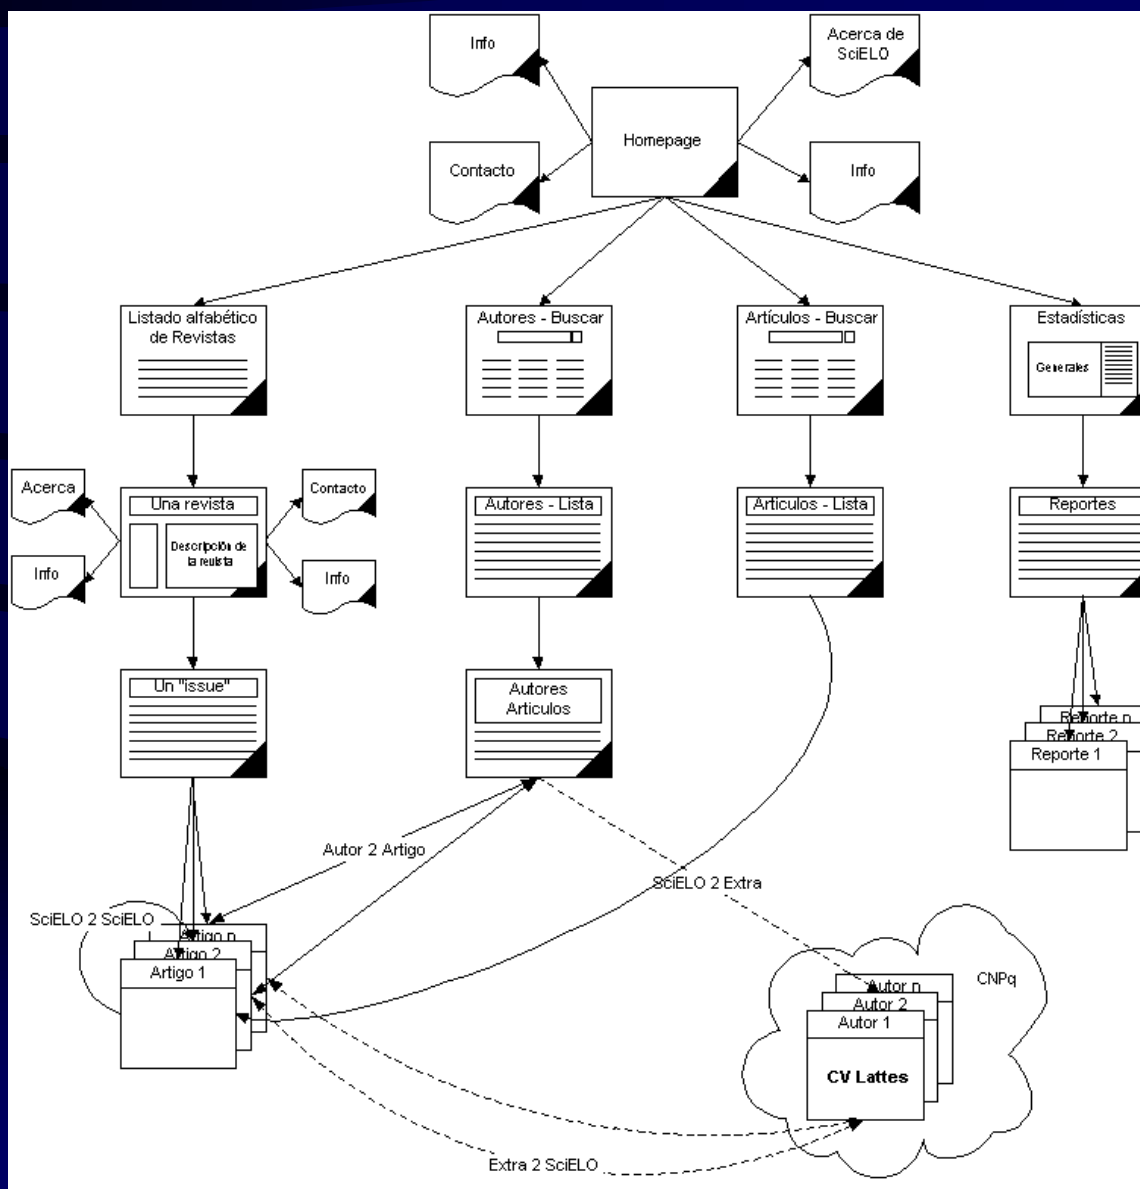 Info
Acerca de
SciELO
Homepage
Contacto
Info
Listado alfabético
de Revistas
Autores - Buscar
Artículos - Buscar
Estadísticas
Generales
Acerca
Una revista
Contacto
Descripción de
la revista
Info
Info
Autores - Lista
Articulos - Lista
Reportes
Un "issue"
Autores
Articulos
Reporte n
Reporte 2
Reporte 1
Autor 2 Artigo
SciELO 2 Extra
SciELO 2 SciELO
Artigo n
Artigo 2
Artigo 1
CNPq
Autor n
Autor 2
Autor 1
CV Lattes
Extra 2 SciELO